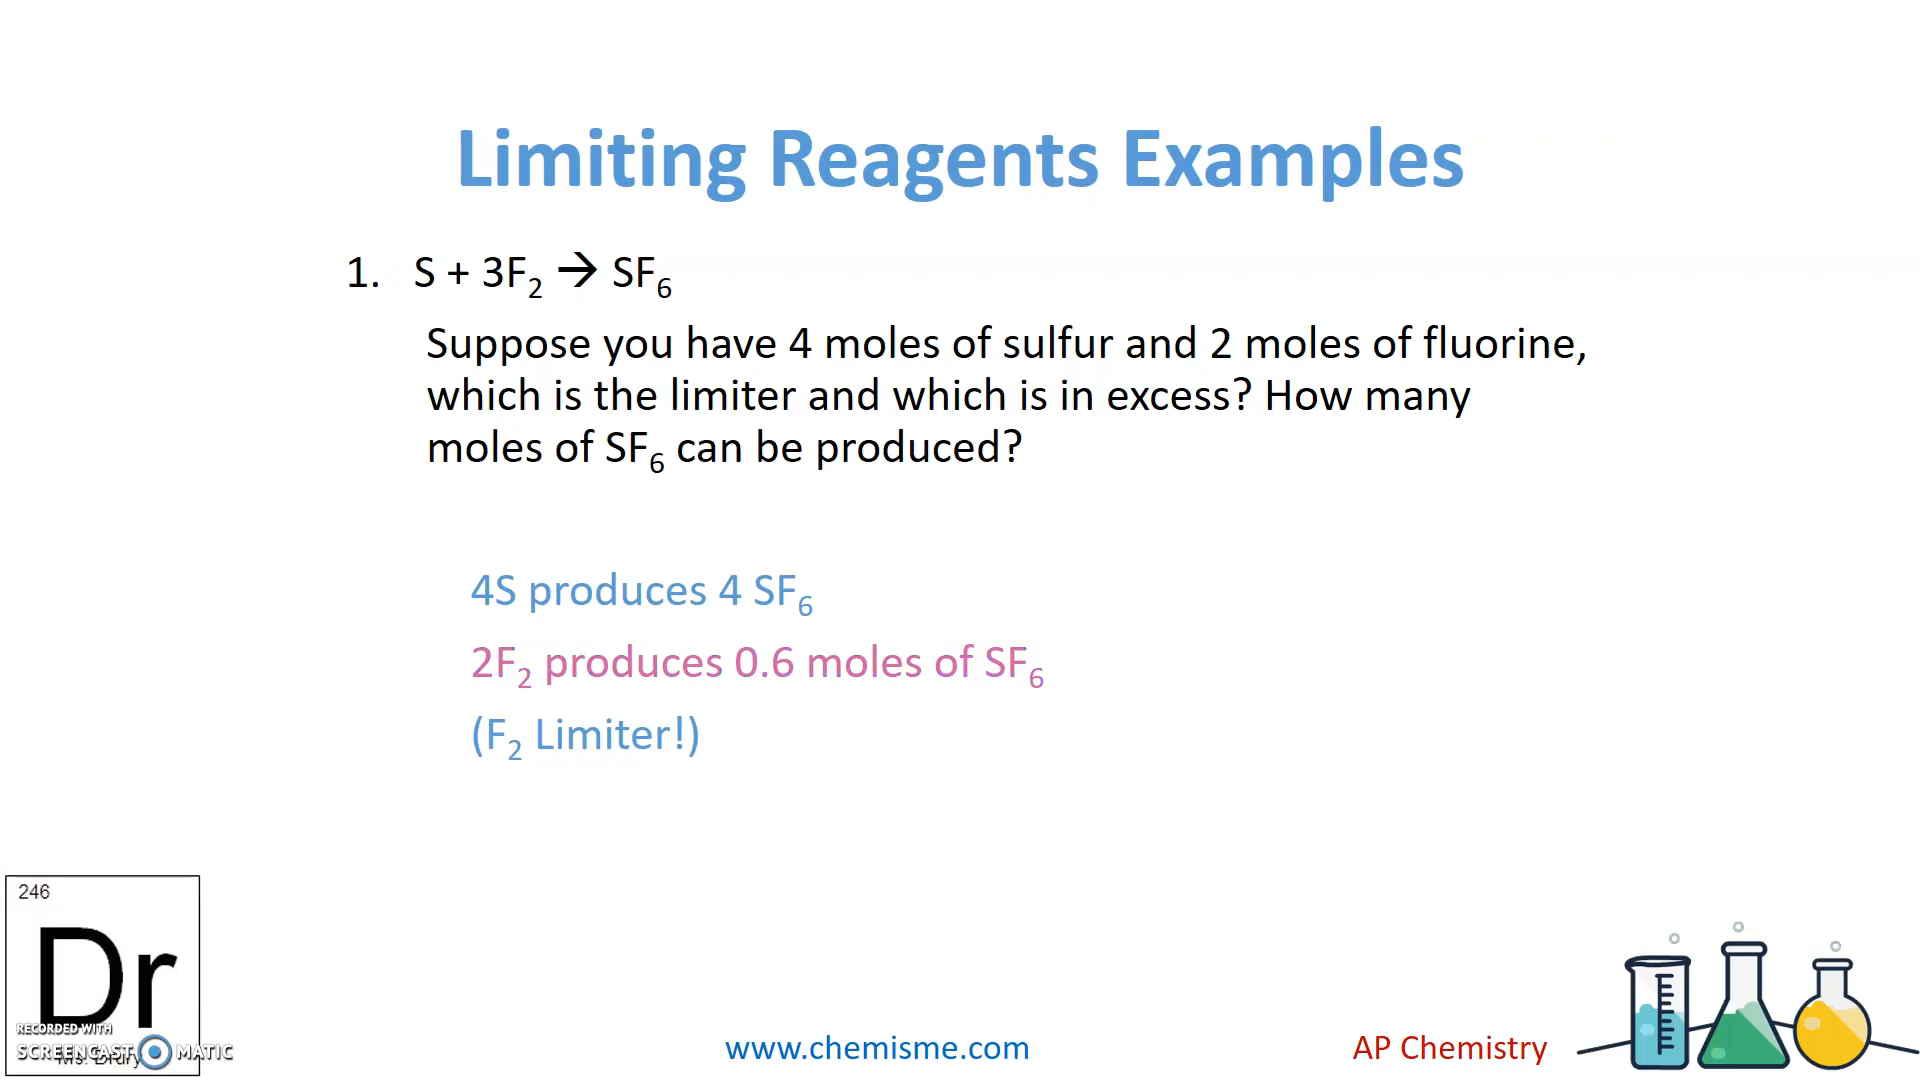 Limiting Reagents Examples
1. S + 3F₂ → SF₆
Suppose you have 4 moles of sulfur and 2 moles of fluorine,
which is the limiter and which is in excess? How many
moles of SF₆ can be produced?
4S produces 4 SF₆
2F₂ produces 0.6 moles of SF₆
(F₂ Limiter!)
246
Dr
Ms. Drury
RECORDED WITH
SCREENCAST MATIC
www.chemisme.com
AP Chemistry